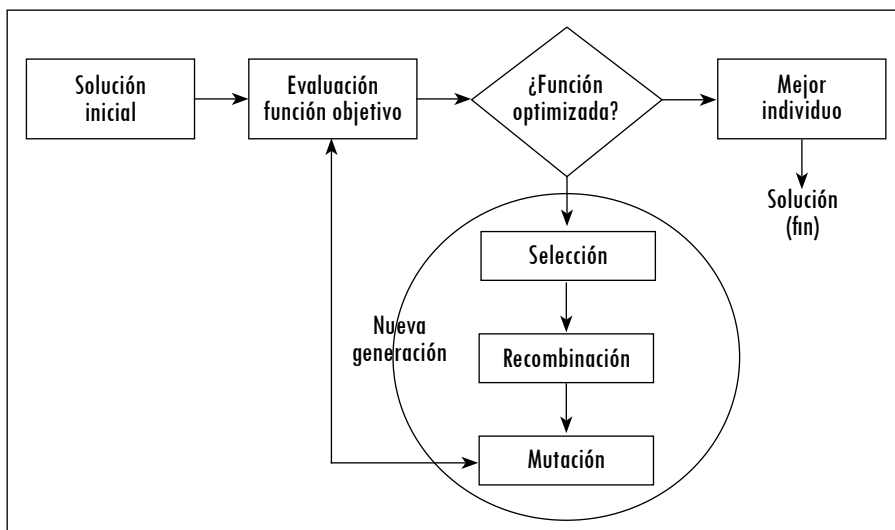 Solución
inicial
Evaluación
función objetivo
¿Función
optimizada?
Mejor
individuo
Solución
(fin)
Selección
Nueva
generación
Recombinación
Mutación